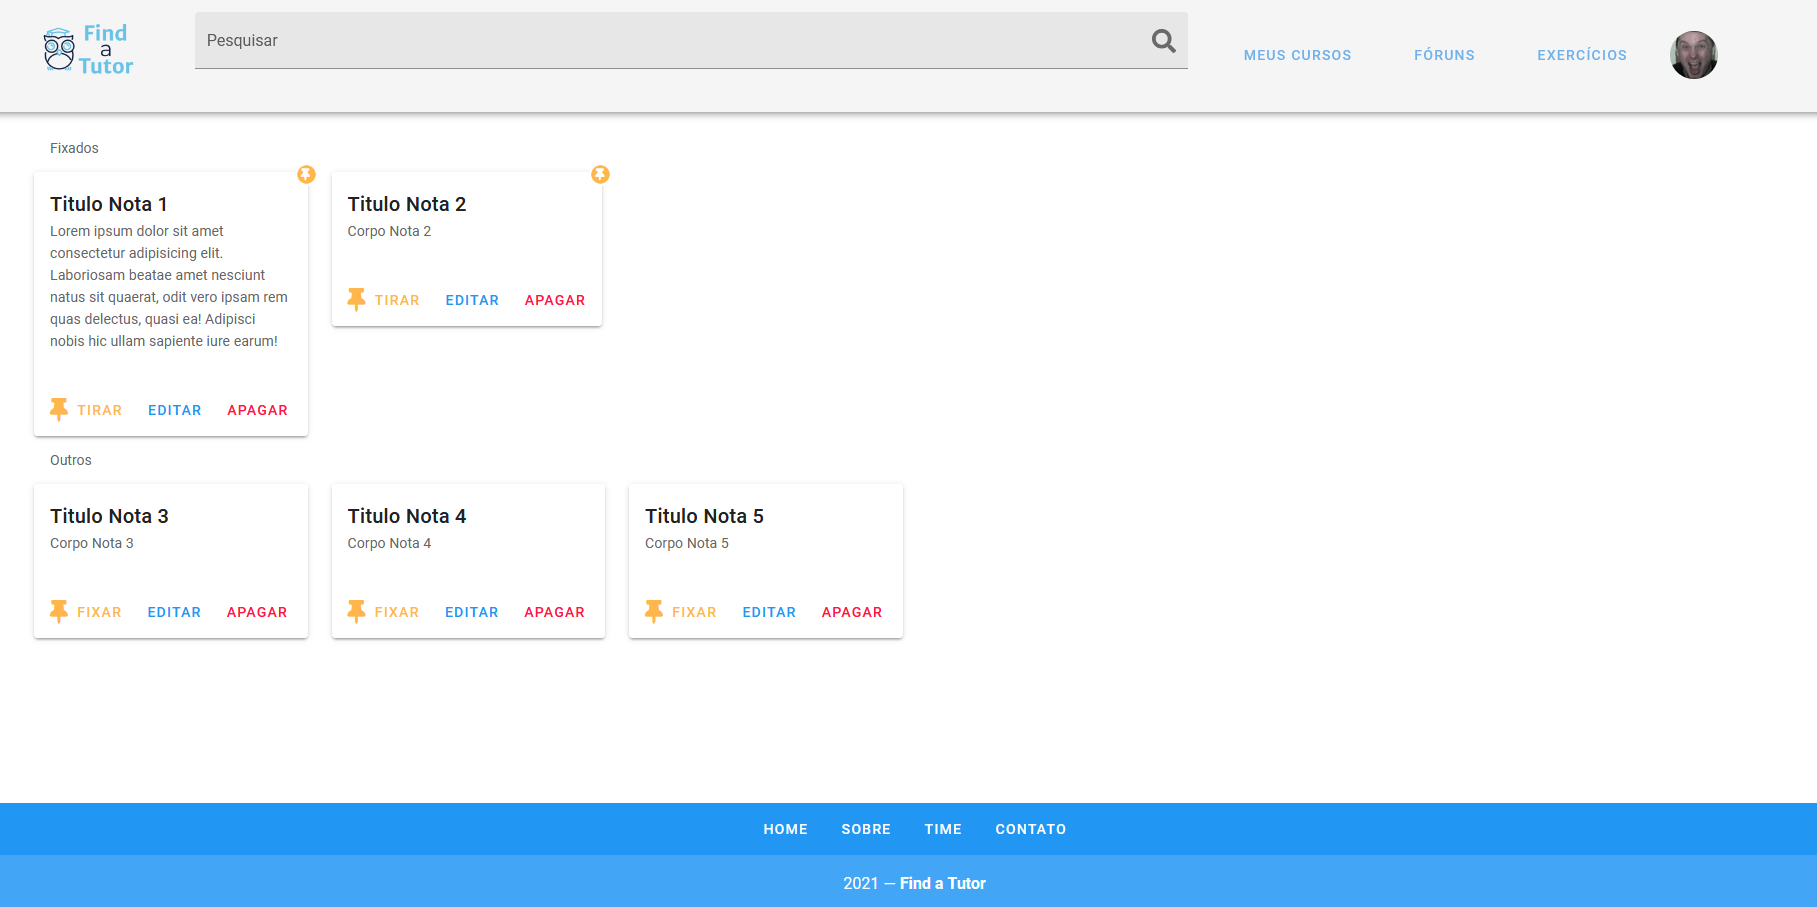 Find
a
Tutor
Pesquisar
MEUS CURSOS FÓRUNS EXERCÍCIOS
Fixados
Titulo Nota 1
Lorem ipsum dolor sit amet
consectetur adipisicing elit.
Laboriosam beatae amet nesciunt
natus sit quaerat, odit vero ipsam rem
quas delectus, quasi ea! Adipisci
nobis hic ullam sapiente iure earum!
TIRAR EDITAR APAGAR
Titulo Nota 2
Corpo Nota 2
TIRAR EDITAR APAGAR
Outros
Titulo Nota 3
Corpo Nota 3
FIXAR EDITAR APAGAR
Titulo Nota 4
Corpo Nota 4
FIXAR EDITAR APAGAR
Titulo Nota 5
Corpo Nota 5
FIXAR EDITAR APAGAR
HOME SOBRE TIME CONTATO
2021 — Find a Tutor